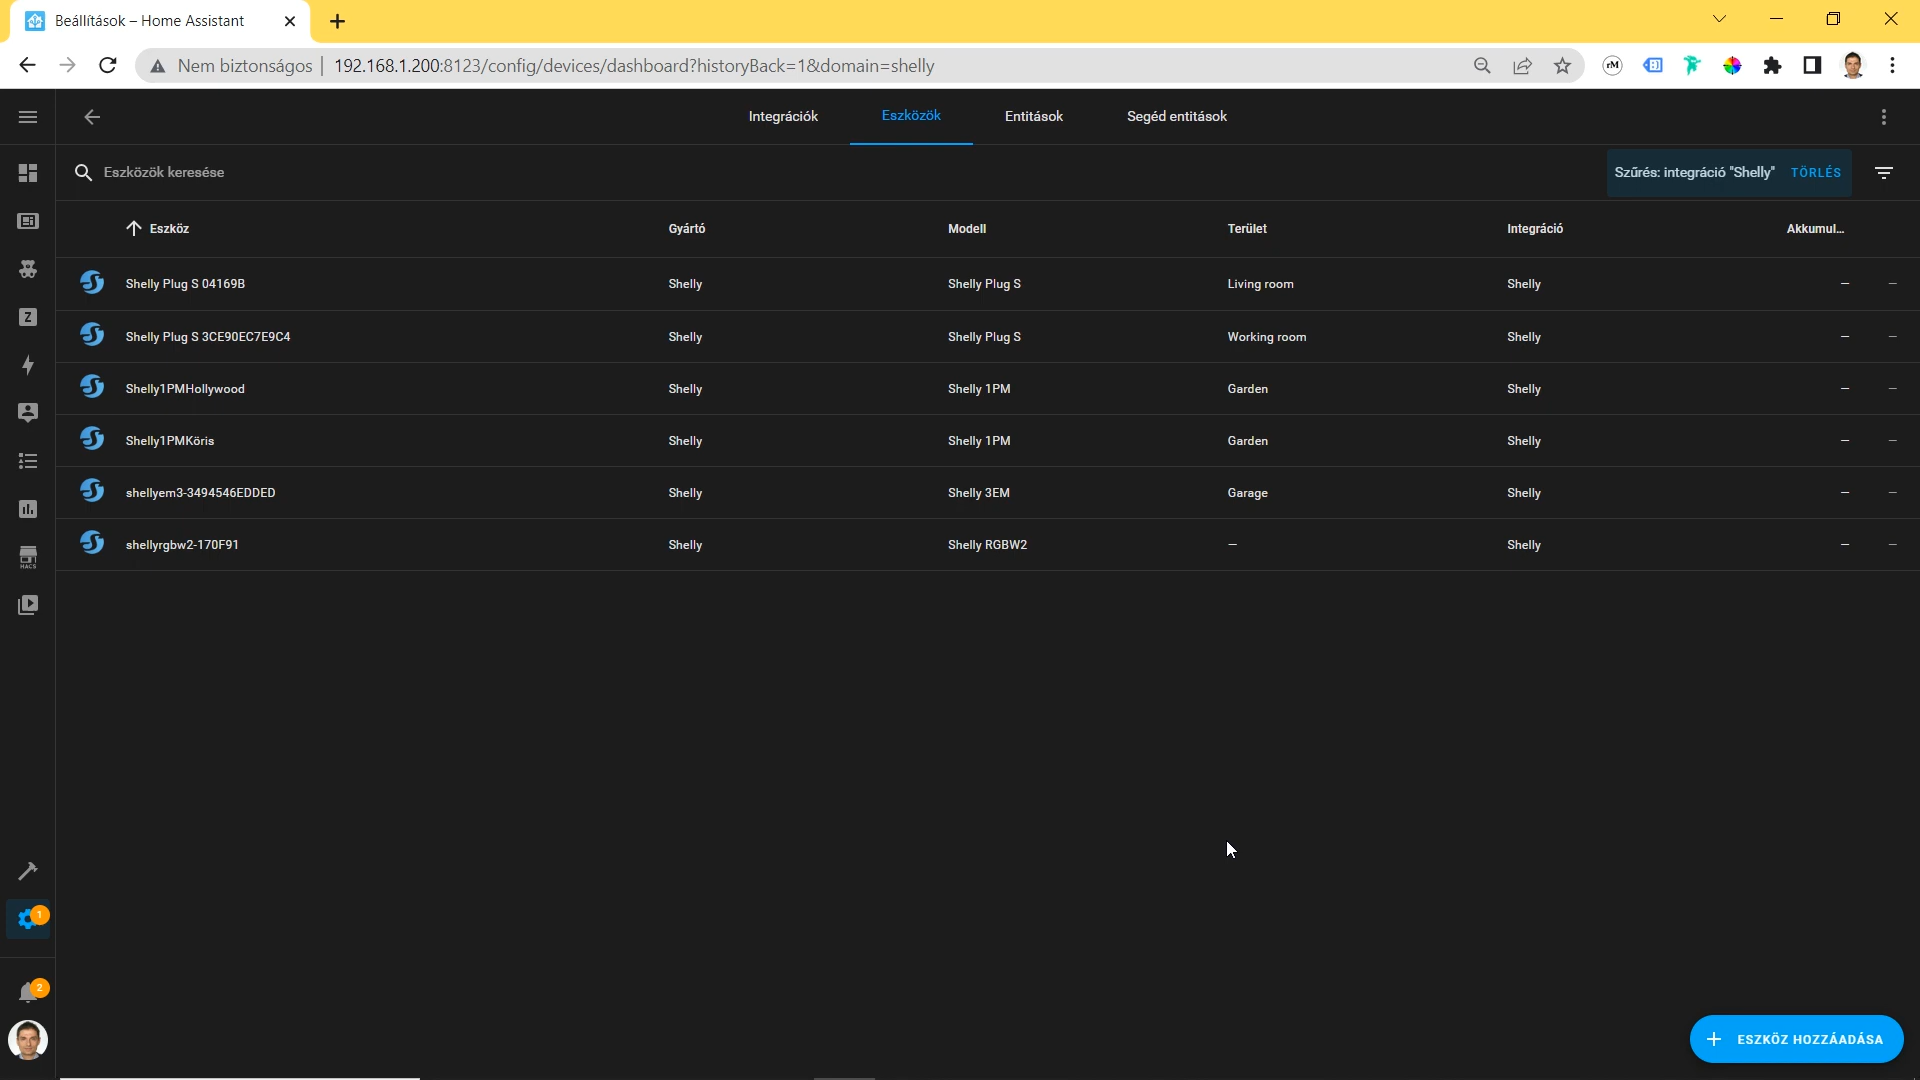 Beállítások – Home Assistant
Nem biztonságos | 192.168.1.200:8123/config/devices/dashboard?historyBack=1&domain=shelly
rM
Integrációk Eszközök Entitások Segéd entitások
Eszközök keresése Szűrés: integráció "Shelly" TÖRLÉS
Eszköz Gyártó Modell Terület Integráció Akkumul...
Shelly Plug S 04169B Shelly Shelly Plug S Living room Shelly – –
Shelly Plug S 3CE90EC7E9C4 Shelly Shelly Plug S Working room Shelly – –
Shelly1PMHollywood Shelly Shelly 1PM Garden Shelly – –
Shelly1PMKöris Shelly Shelly 1PM Garden Shelly – –
shellyem3-3494546EDDED Shelly Shelly 3EM Garage Shelly – –
shellyrgbw2-170F91 Shelly Shelly RGBW2 – Shelly – –
Z
HACS
1
2
+ ESZKÖZ HOZZÁADÁSA